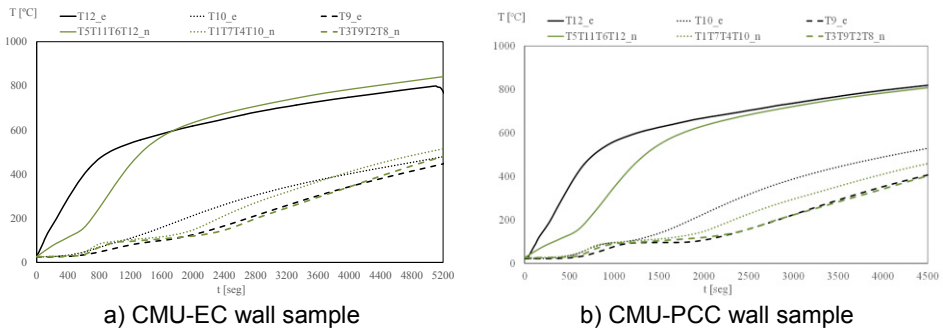 T [ºC]
T12_e T10_e T9_e
T5T11T6T12_n T1T7T4T10_n T3T9T2T8_n
1000
800
600
400
200
0
0 400 800 1200 1600 2000 2400 2800 3200 3600 4000 4400 4800 5200
t [seg]
a) CMU-EC wall sample
T [°C]
T12_e T10_e T9_e
T5T11T6T12_n T1T7T4T10_n T3T9T2T8_n
1000
800
600
400
200
0
0 500 1000 1500 2000 2500 3000 3500 4000 4500
t [seg]
b) CMU-PCC wall sample